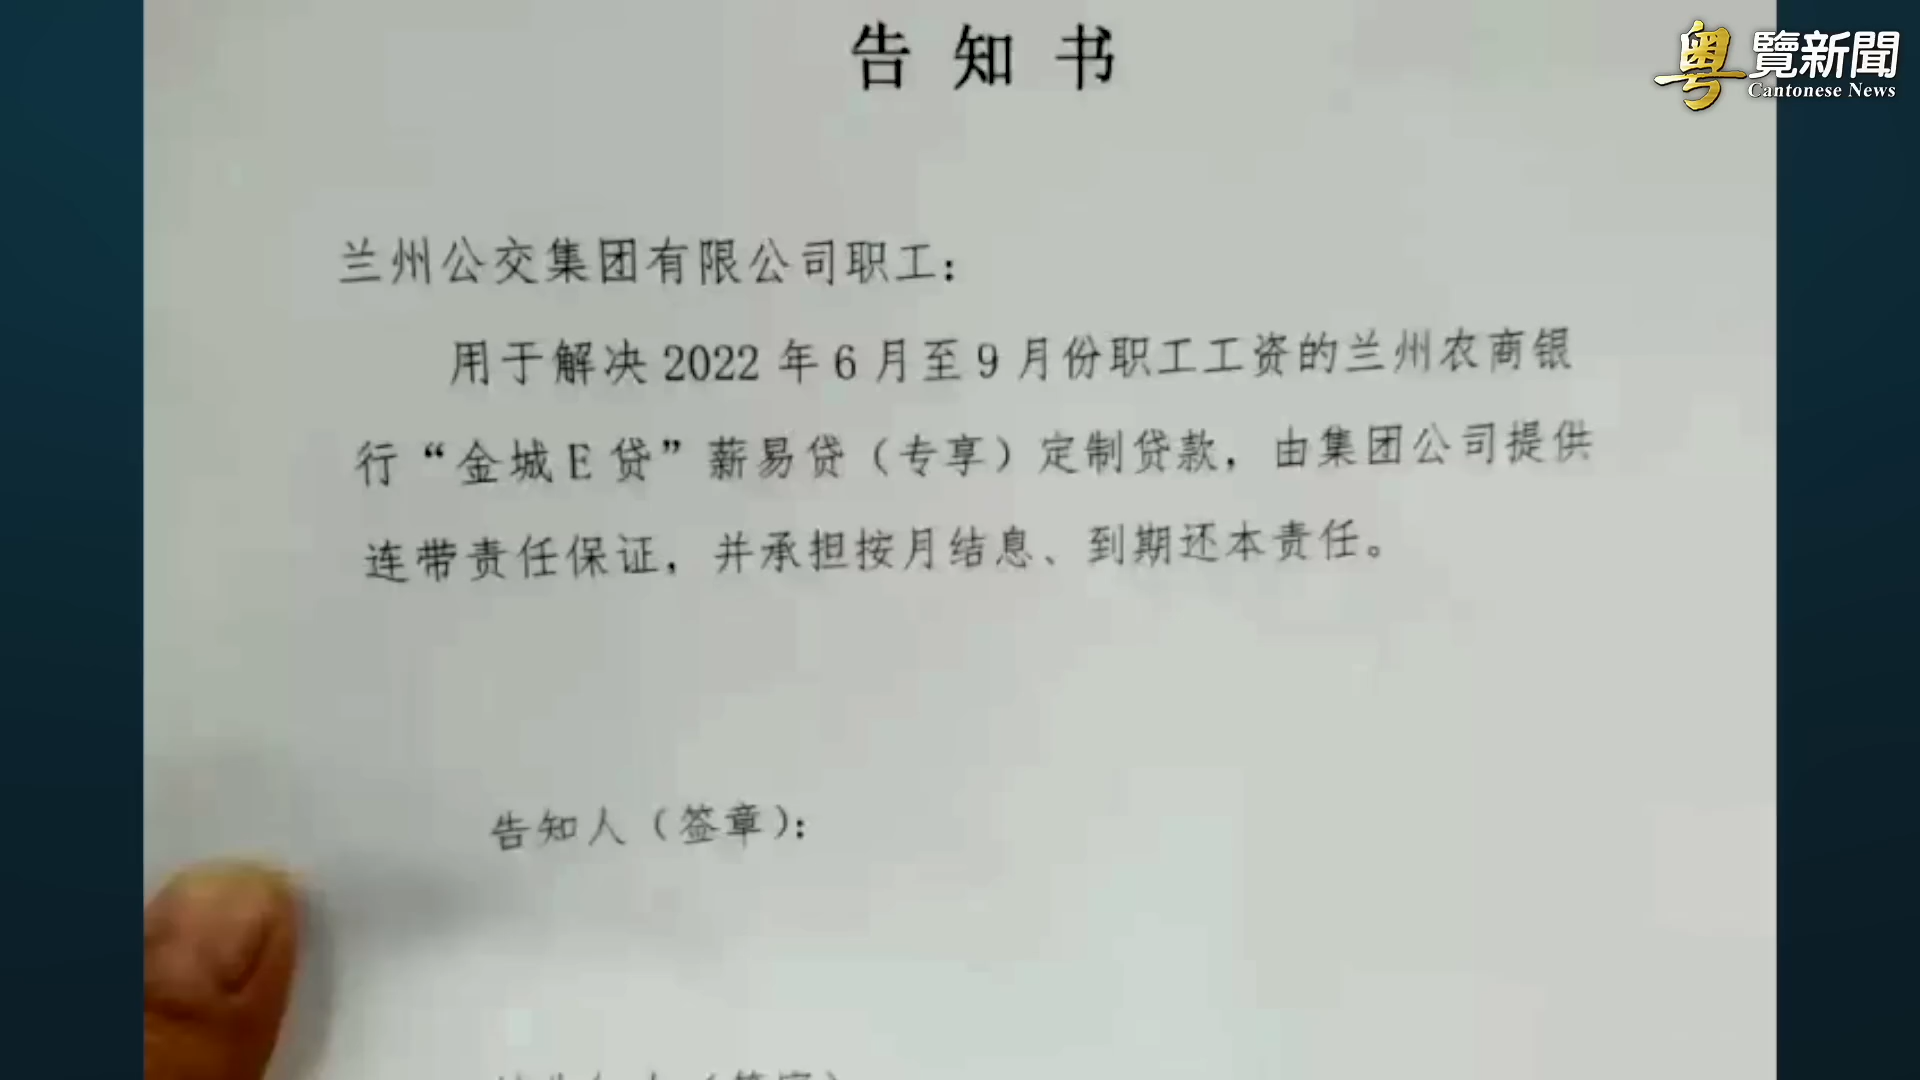 告知书
粤覽新聞
Cantonese News
兰州公交集团有限公司职工：
用于解决 2022 年 6 月至 9 月份职工工资的兰州农商银
行“金城 E 贷”薪易贷（专享）定制贷款，由集团公司提供
连带责任保证，并承担按月结息、到期还本责任。
告知人（签章）：